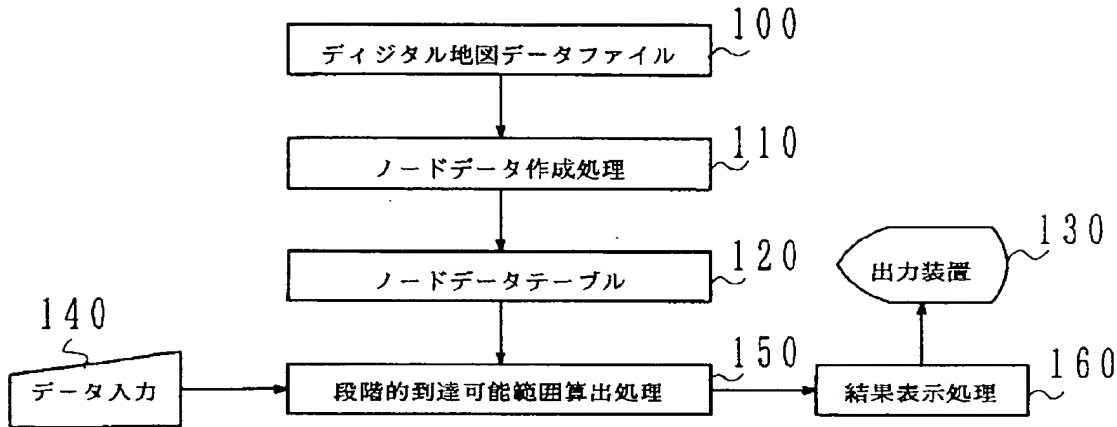 100
ディジタル地図データファイル
110
ノードデータ作成処理
120
ノードデータテーブル
130
出力装置
140
データ入力
150
段階的到達可能範囲算出処理
160
結果表示処理